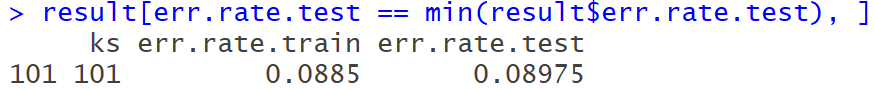 > result[err.rate.test == min(result$err.rate.test), ]
ks err.rate.train err.rate.test
101 101 0.0885 0.08975